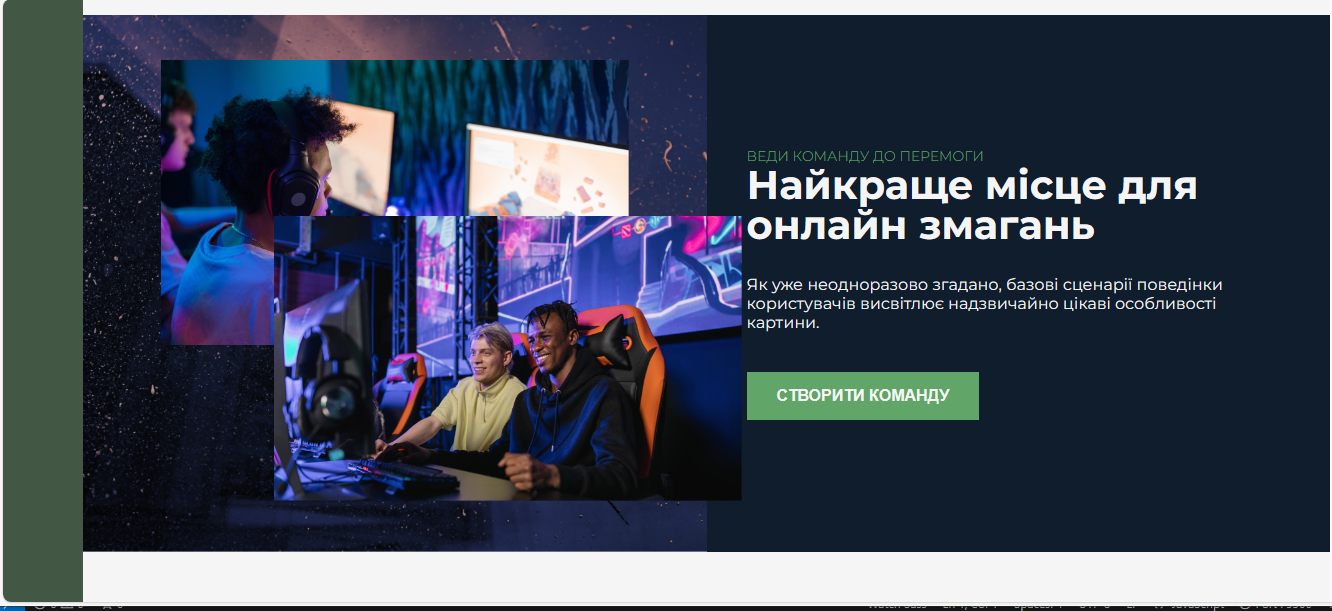 ВЕДИ КОМАНДУ ДО ПЕРЕМОГИ
Найкраще місце для
онлайн змагань
Як уже неодноразово згадано, базові сценарії поведінки
користувачів висвітлює надзвичайно цікаві особливості
картини.
СТВОРИТИ КОМАНДУ